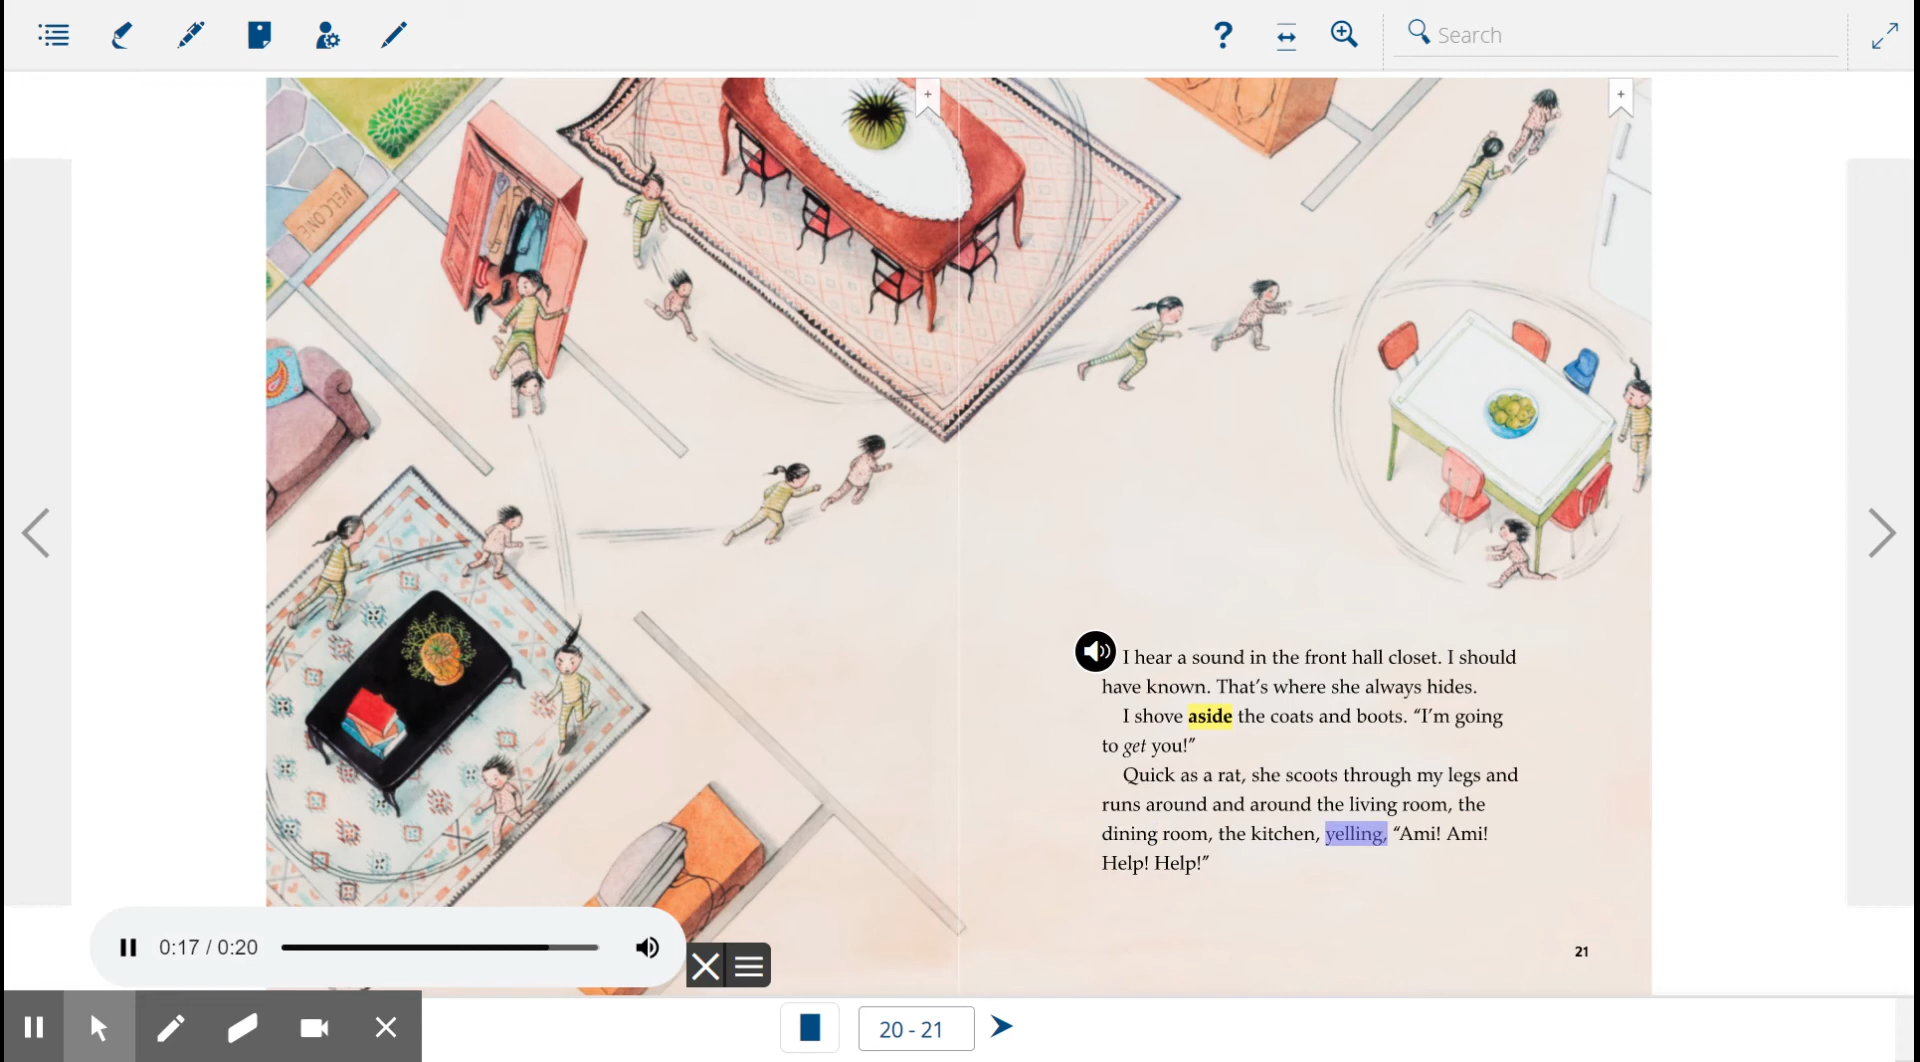 Search
WELCOME
I hear a sound in the front hall closet. I should
have known. That’s where she always hides.
I shove aside the coats and boots. “I’m going
to get you!”
Quick as a rat, she scoots through my legs and
runs around and around the living room, the
dining room, the kitchen, yelling, “Ami! Ami!
Help! Help!”
21
0:17 / 0:20
20 - 21